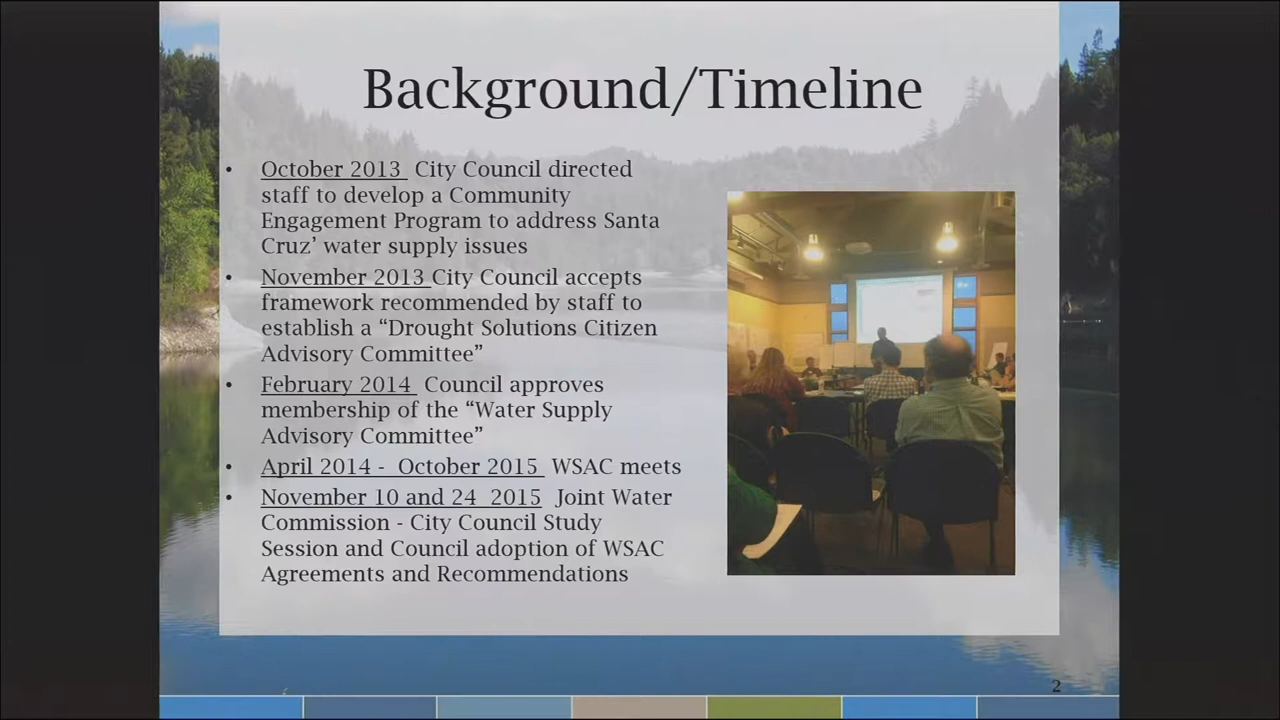 Background/Timeline
• October 2013 City Council directed
staff to develop a Community
Engagement Program to address Santa
Cruz’ water supply issues
• November 2013 City Council accepts
framework recommended by staff to
establish a “Drought Solutions Citizen
Advisory Committee”
• February 2014 Council approves
membership of the “Water Supply
Advisory Committee”
• April 2014 - October 2015 WSAC meets
• November 10 and 24 2015 Joint Water
Commission - City Council Study
Session and Council adoption of WSAC
Agreements and Recommendations
2